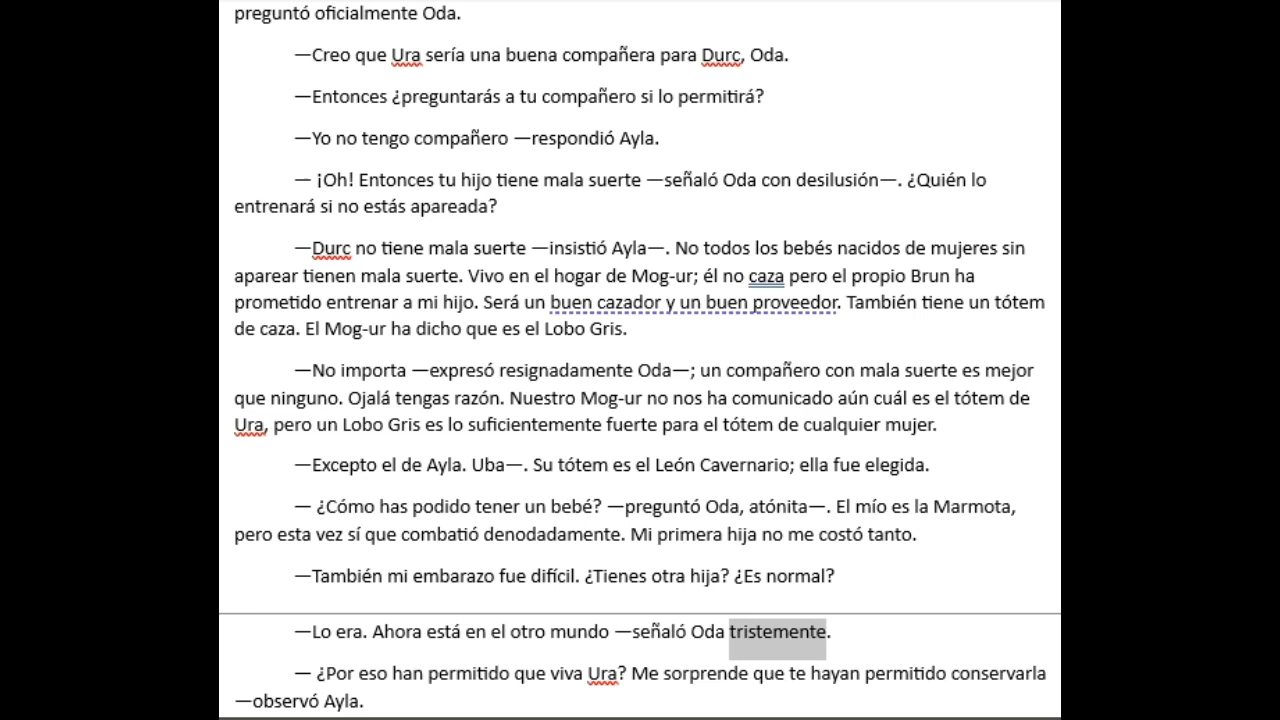 preguntó oficialmente Oda.
—Creo que Ura sería una buena compañera para Durc, Oda.
—Entonces ¿preguntarás a tu compañero si lo permitirá?
—Yo no tengo compañero —respondió Ayla.
— ¡Oh! Entonces tu hijo tiene mala suerte —señaló Oda con desilusión—. ¿Quién lo
entrenará si no estás apareada?
—Durc no tiene mala suerte —insistió Ayla—. No todos los bebés nacidos de mujeres sin
aparear tienen mala suerte. Vivo en el hogar de Mog-ur; él no caza pero el propio Brun ha
prometido entrenar a mi hijo. Será un buen cazador y un buen proveedor. También tiene un tótem
de caza. El Mog-ur ha dicho que es el Lobo Gris.
—No importa —expresó resignadamente Oda—; un compañero con mala suerte es mejor
que ninguno. Ojalá tengas razón. Nuestro Mog-ur no nos ha comunicado aún cuál es el tótem de
Ura, pero un Lobo Gris es lo suficientemente fuerte para el tótem de cualquier mujer.
—Excepto el de Ayla. Uba—. Su tótem es el León Cavernario; ella fue elegida.
— ¿Cómo has podido tener un bebé? —preguntó Oda, atónita—. El mío es la Marmota,
pero esta vez sí que combatió denodadamente. Mi primera hija no me costó tanto.
—También mi embarazo fue difícil. ¿Tienes otra hija? ¿Es normal?
—Lo era. Ahora está en el otro mundo —señaló Oda tristemente.
— ¿Por eso han permitido que viva Ura? Me sorprende que te hayan permitido conservarla
—observó Ayla.